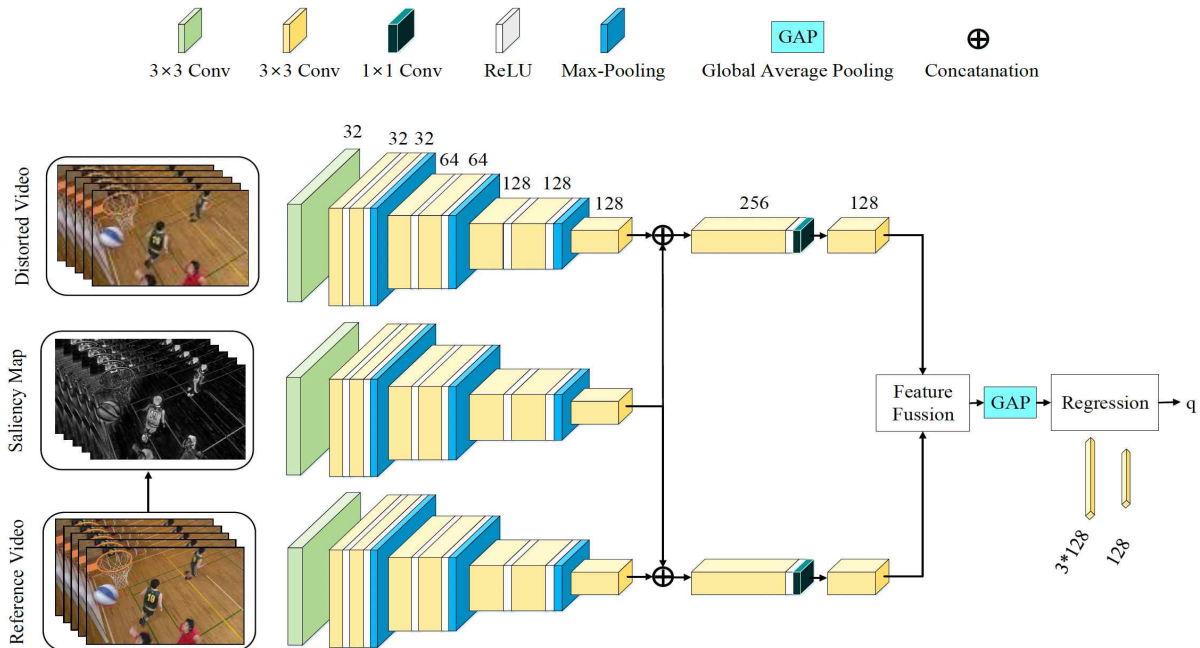 GAP
3×3 Conv
3×3 Conv
1×1 Conv
ReLU
Max-Pooling
Global Average Pooling
Concatanation
Distorted Video
32
32
32
64
64
128
128
128
256
128
Saliency Map
Feature
Fussion
GAP
Regression
q
Reference Video
3*128
128